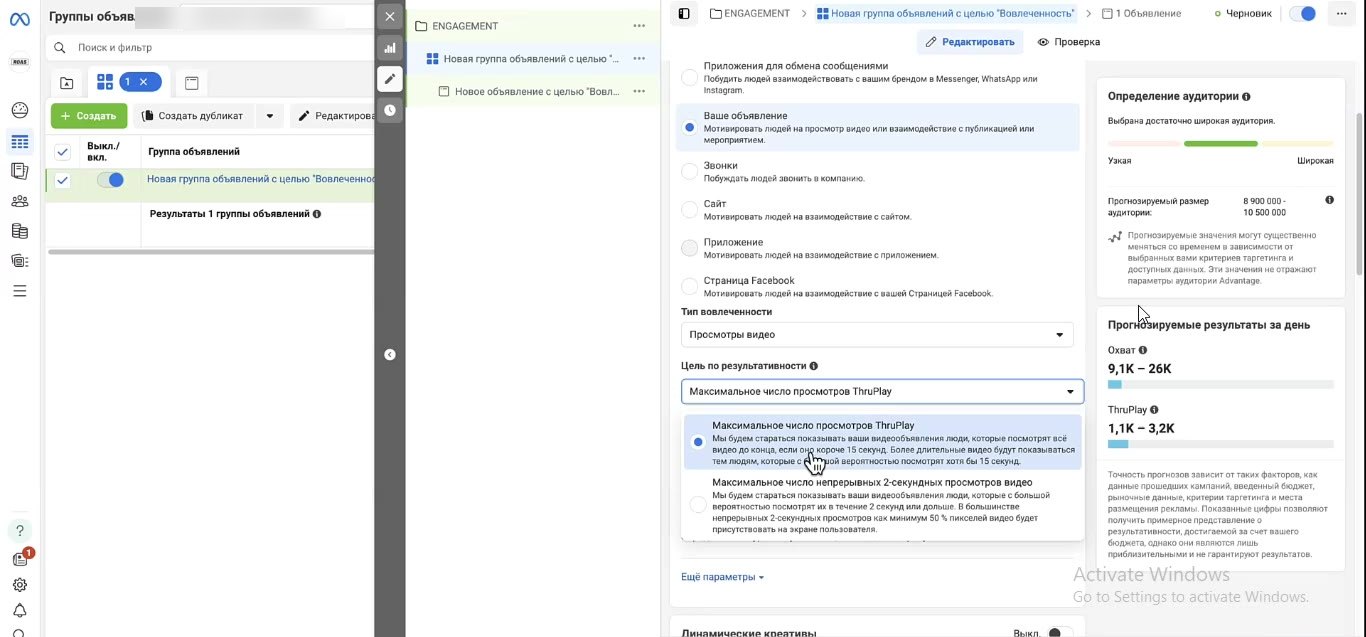 Группы объяв
ROAS
Поиск и фильтр
1 ×
+ Создать
Создать дубликат
Редактирова
Выкл./
вкл.
Группа объявлений
Новая группа объявлений с целью "Вовлеченнос
Результаты 1 группы объявлений
?
1
ENGAGEMENT
Новая группа объявлений с целью "...
Новое объявление с целью "Вовл...
ENGAGEMENT
Новая группа объявлений с целью "Вовлеченность"
1 Объявление
Черновик
Редактировать
Проверка
Приложения для обмена сообщениями
Побудить людей взаимодействовать с вашим брендом в Messenger, WhatsApp или
Instagram.
Ваше объявление
Мотивировать людей на просмотр видео или взаимодействие с публикацией или
мероприятием.
Звонки
Побуждать людей звонить в компанию.
Сайт
Мотивировать людей на взаимодействие с сайтом.
Приложение
Мотивировать людей на взаимодействие с приложением.
Страница Facebook
Мотивировать людей на взаимодействие с вашей Страницей Facebook.
Тип вовлеченности
Просмотры видео
Цель по результативности
Максимальное число просмотров ThruPlay
Максимальное число просмотров ThruPlay
Мы будем стараться показывать ваши видеообъявления люди, которые посмотрят всё
видео до конца, если оно короче 15 секунд. Более длительные видео будут показываться
тем людям, которые с вероятностью посмотрят хотя бы 15 секунд.
Максимальное число непрерывных 2-секундных просмотров видео
Мы будем стараться показывать ваши видеообъявления люди, которые с большой
вероятностью посмотрят их в течение 2 секунд или дольше. В большинстве
непрерывных 2-секундных просмотров как минимум 50 % пикселей видео будет
присутствовать на экране пользователя.
Ещё параметры
Динамические креативы
Выкл.
Определение аудитории
Выбрана достаточно широкая аудитория.
Узкая
Широкая
Прогнозируемый размер
аудитории:
8 900 000 -
10 500 000
Прогнозируемые значения могут существенно
меняться со временем в зависимости от
выбранных вами критериев таргетинга и
доступных данных. Эти значения не отражают
параметры аудитории Advantage.
Прогнозируемые результаты за день
Охват
9,1K – 26K
ThruPlay
1,1K – 3,2K
Точность прогнозов зависит от таких факторов, как
данные прошедших кампаний, введенный бюджет,
рыночные данные, критерии таргетинга и места
размещения рекламы. Показанные цифры позволяют
получить примерное представление о
результативности, достигаемой за счет вашего
бюджета, однако они являются лишь
приблизительными и не гарантируют результатов.
Activate Windows
Go to Settings to activate Windows.